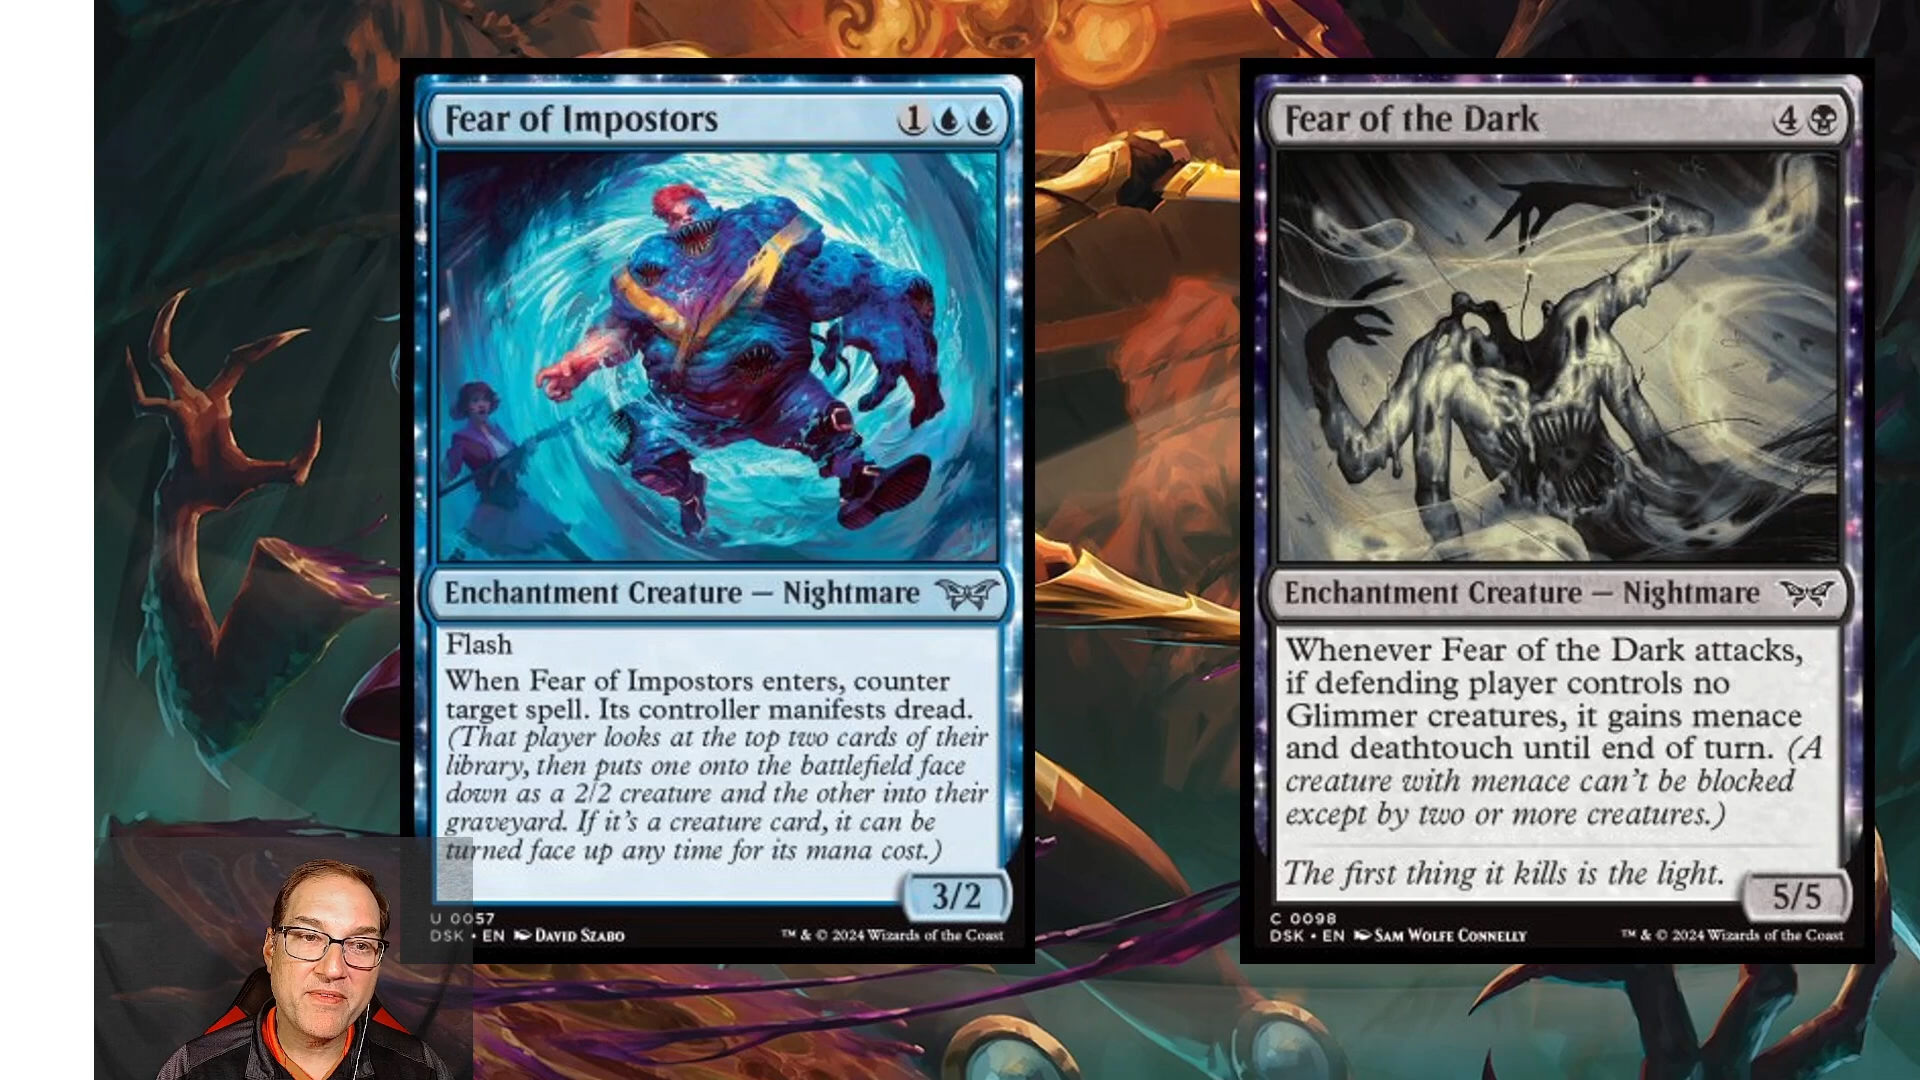 Fear of Impostors 1
Enchantment Creature — Nightmare
Flash
When Fear of Impostors enters, counter
target spell. Its controller manifests dread.
(That player looks at the top two cards of their
library, then puts one onto the battlefield face
down as a 2/2 creature and the other into their
graveyard. If it's a creature card, it can be
turned face up any time for its mana cost.)
3/2
U 0057
DSK • EN DAVID SZABO
™ & © 2024 Wizards of the Coast
Fear of the Dark 4
Enchantment Creature — Nightmare
Whenever Fear of the Dark attacks,
if defending player controls no
Glimmer creatures, it gains menace
and deathtouch until end of turn. (A
creature with menace can't be blocked
except by two or more creatures.)
The first thing it kills is the light.
5/5
C 0098
DSK • EN SAM WOLFE CONNELLY
™ & © 2024 Wizards of the Coast